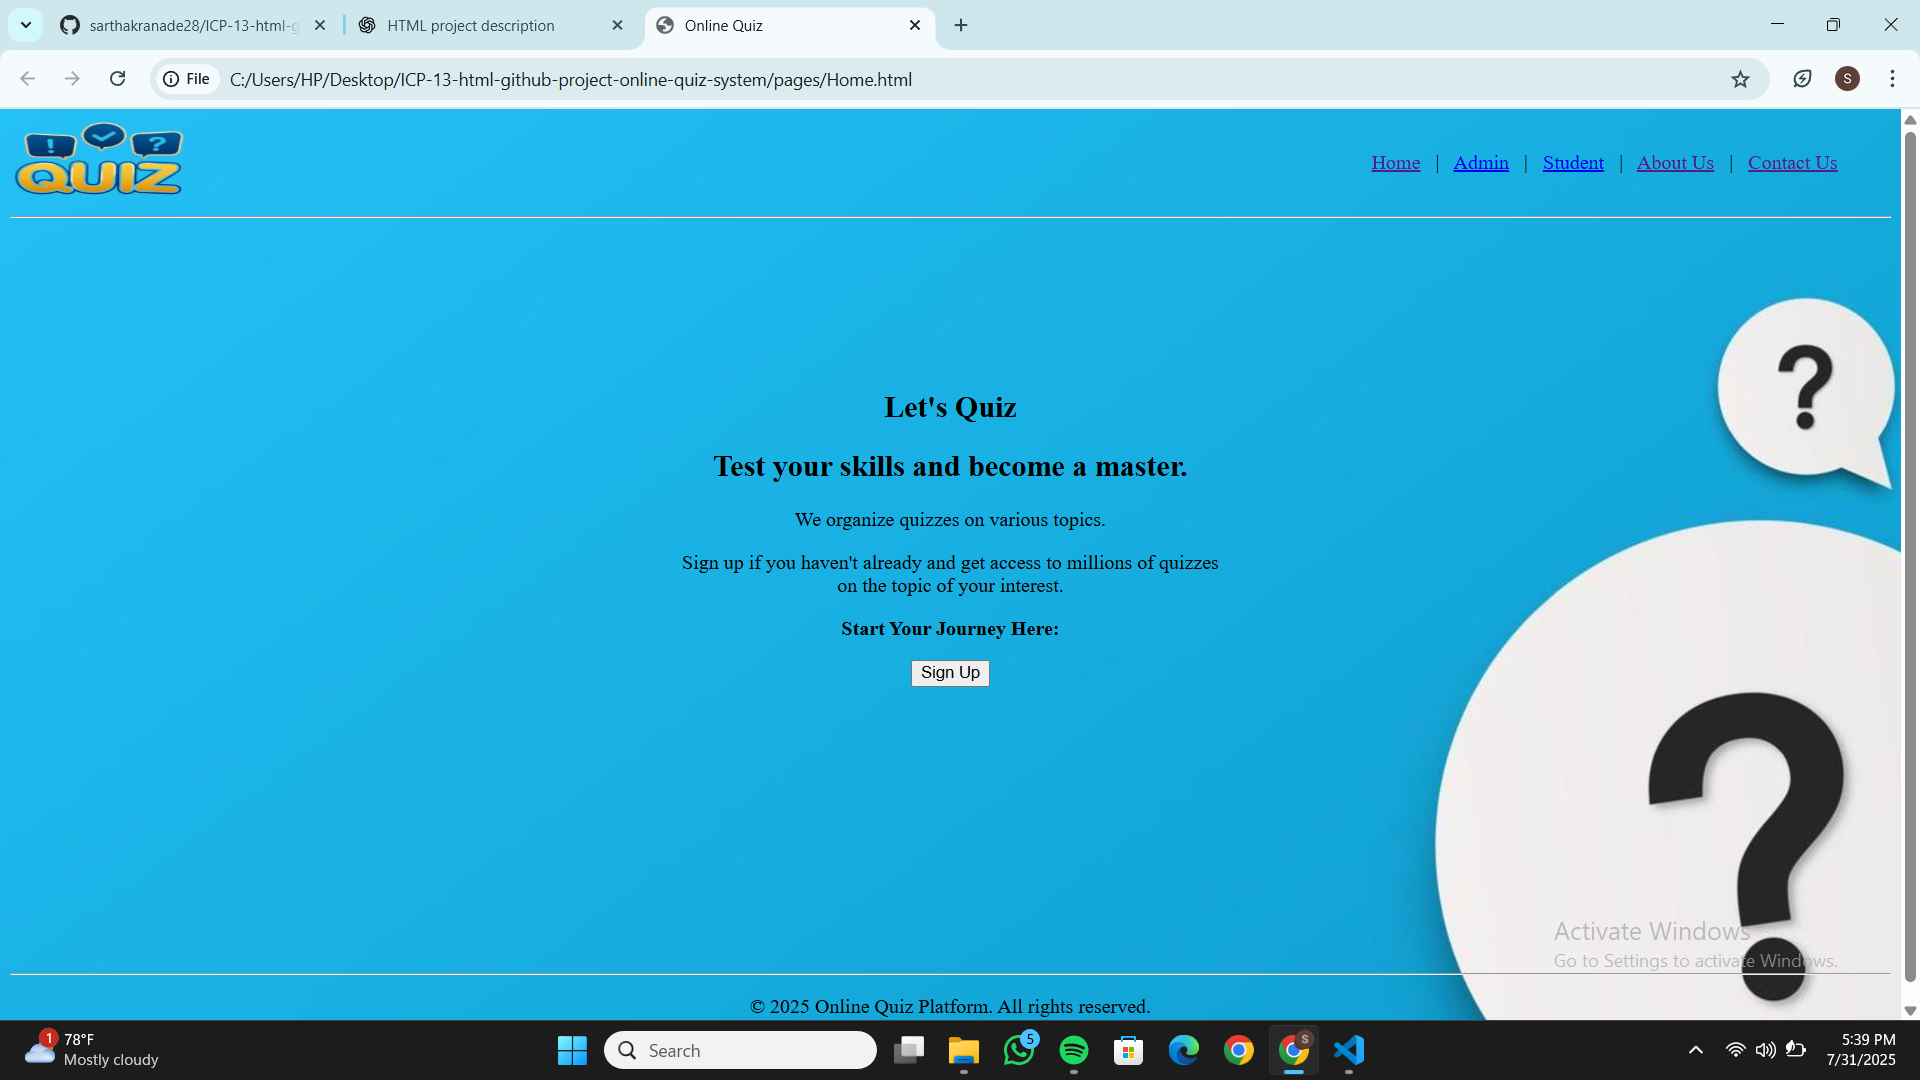 sarthakranade28/ICP-13-html-g
HTML project description
Online Quiz
File
C:/Users/HP/Desktop/ICP-13-html-github-project-online-quiz-system/pages/Home.html
S
! ?
QUIZ
Home | Admin | Student | About Us | Contact Us
?
Let's Quiz
Test your skills and become a master.
We organize quizzes on various topics.
Sign up if you haven't already and get access to millions of quizzes
on the topic of your interest.
Start Your Journey Here:
Sign Up
?
Activate Windows
Go to Settings to activate Windows.
© 2025 Online Quiz Platform. All rights reserved.
1
78°F
Mostly cloudy
Search
5
S
5:39 PM
7/31/2025